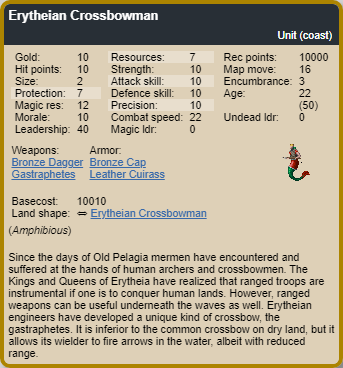 Erytheian Crossbowman
Unit (coast)
Gold: 10 Resources: 7 Rec points: 10000
Hit points: 10 Strength: 10 Map move: 16
Size: 2 Attack skill: 10 Encumbrance: 3
Protection: 7 Defence skill: 10 Age: 22
Magic res: 12 Precision: 10 (50)
Morale: 10 Combat speed: 22 Undead ldr: 0
Leadership: 40 Magic ldr: 0
Weapons: Armor:
Bronze Dagger Bronze Cap
Gastraphetes Leather Cuirass
Basecost: 10010
Land shape: ⇔ Erytheian Crossbowman
(Amphibious)
Since the days of Old Pelagia mermen have encountered and
suffered at the hands of human archers and crossbowmen. The
Kings and Queens of Erytheia have realized that ranged troops are
instrumental if one is to conquer human lands. However, ranged
weapons can be useful underneath the waves as well. Erytheian
engineers have developed a unique kind of crossbow, the
gastraphetes. It is inferior to the common crossbow on dry land, but it
allows its wielder to fire arrows in the water, albeit with reduced
range.